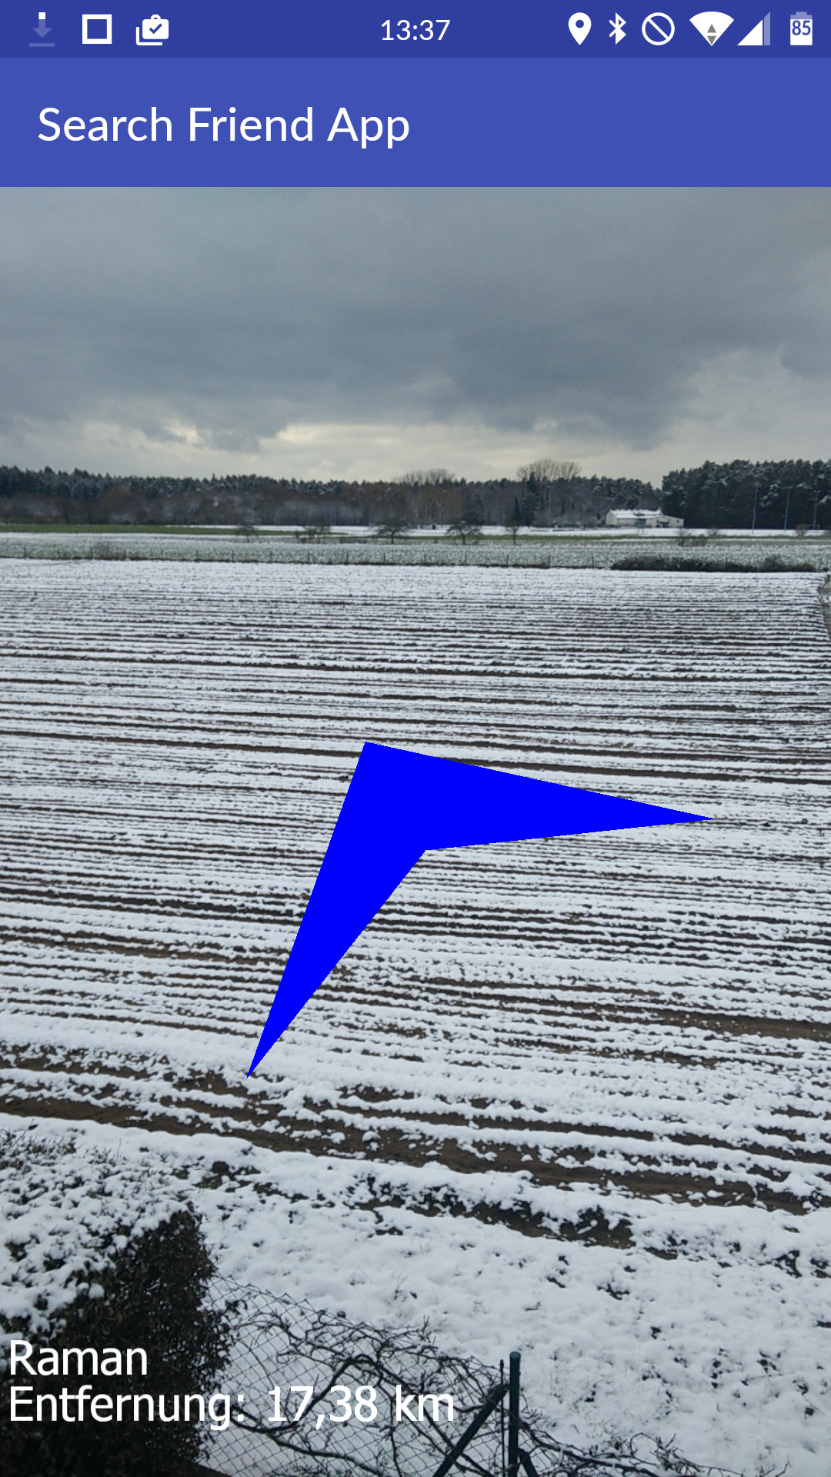 13:37
85
Search Friend App
Raman
Entfernung: 17,38 km